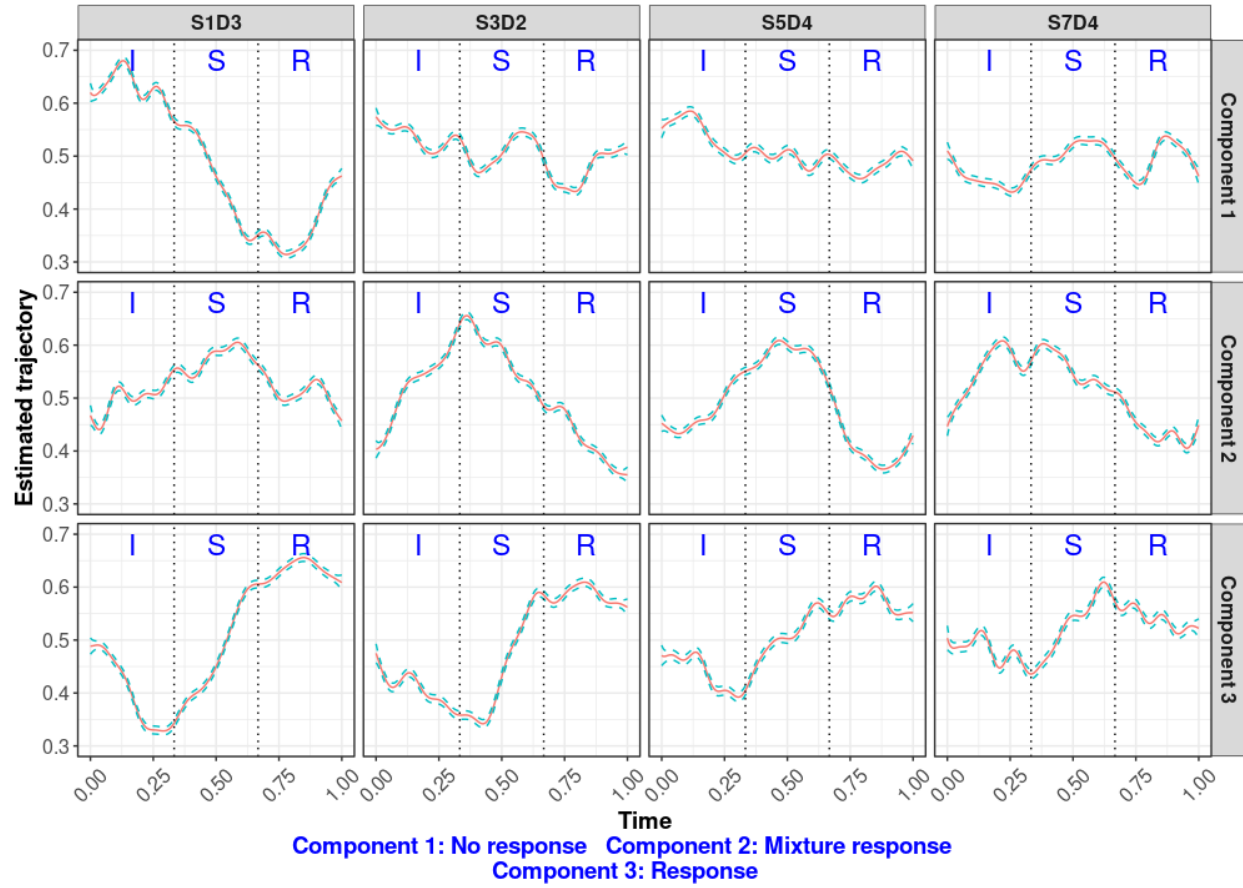 S1D3 S3D2 S5D4 S7D4
0.7 I S R I S R I S R I S R
0.6
0.5
0.4
0.3
Component 1
0.7 I S R I S R I S R I S R
0.6
0.5
0.4
0.3
Component 2
0.7 I S R I S R I S R I S R
0.6
0.5
0.4
0.3
Component 3
Estimated trajectory
0.00 0.25 0.50 0.75 1.00 0.00 0.25 0.50 0.75 1.00 0.00 0.25 0.50 0.75 1.00 0.00 0.25 0.50 0.75 1.00
Time
Component 1: No response Component 2: Mixture response
Component 3: Response